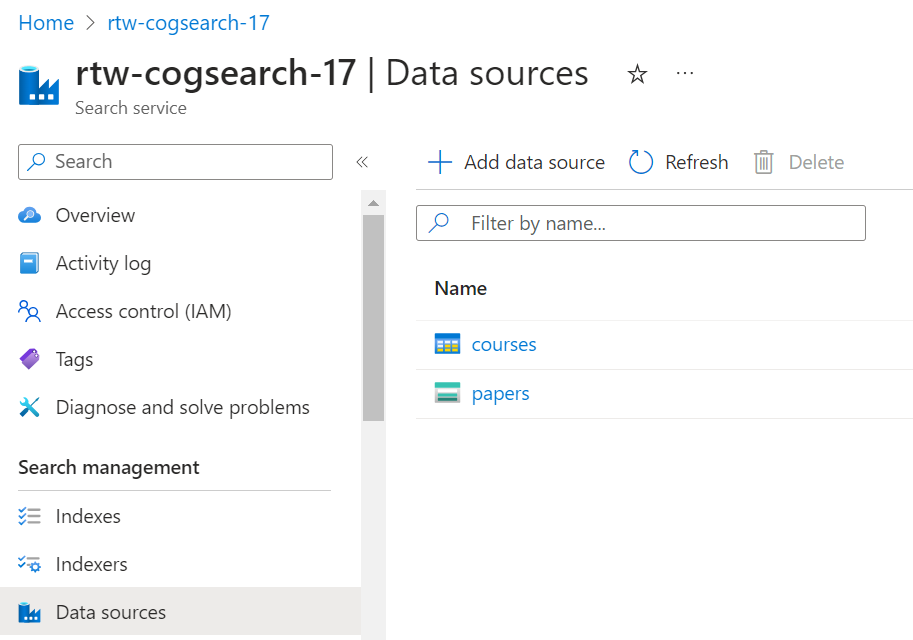 Home > rtw-cogsearch-17
rtw-cogsearch-17 | Data sources
Search service
Search
Add data source Refresh Delete
Overview
Activity log
Access control (IAM)
Tags
Diagnose and solve problems
Search management
Indexes
Indexers
Data sources
Filter by name...
Name
courses
papers